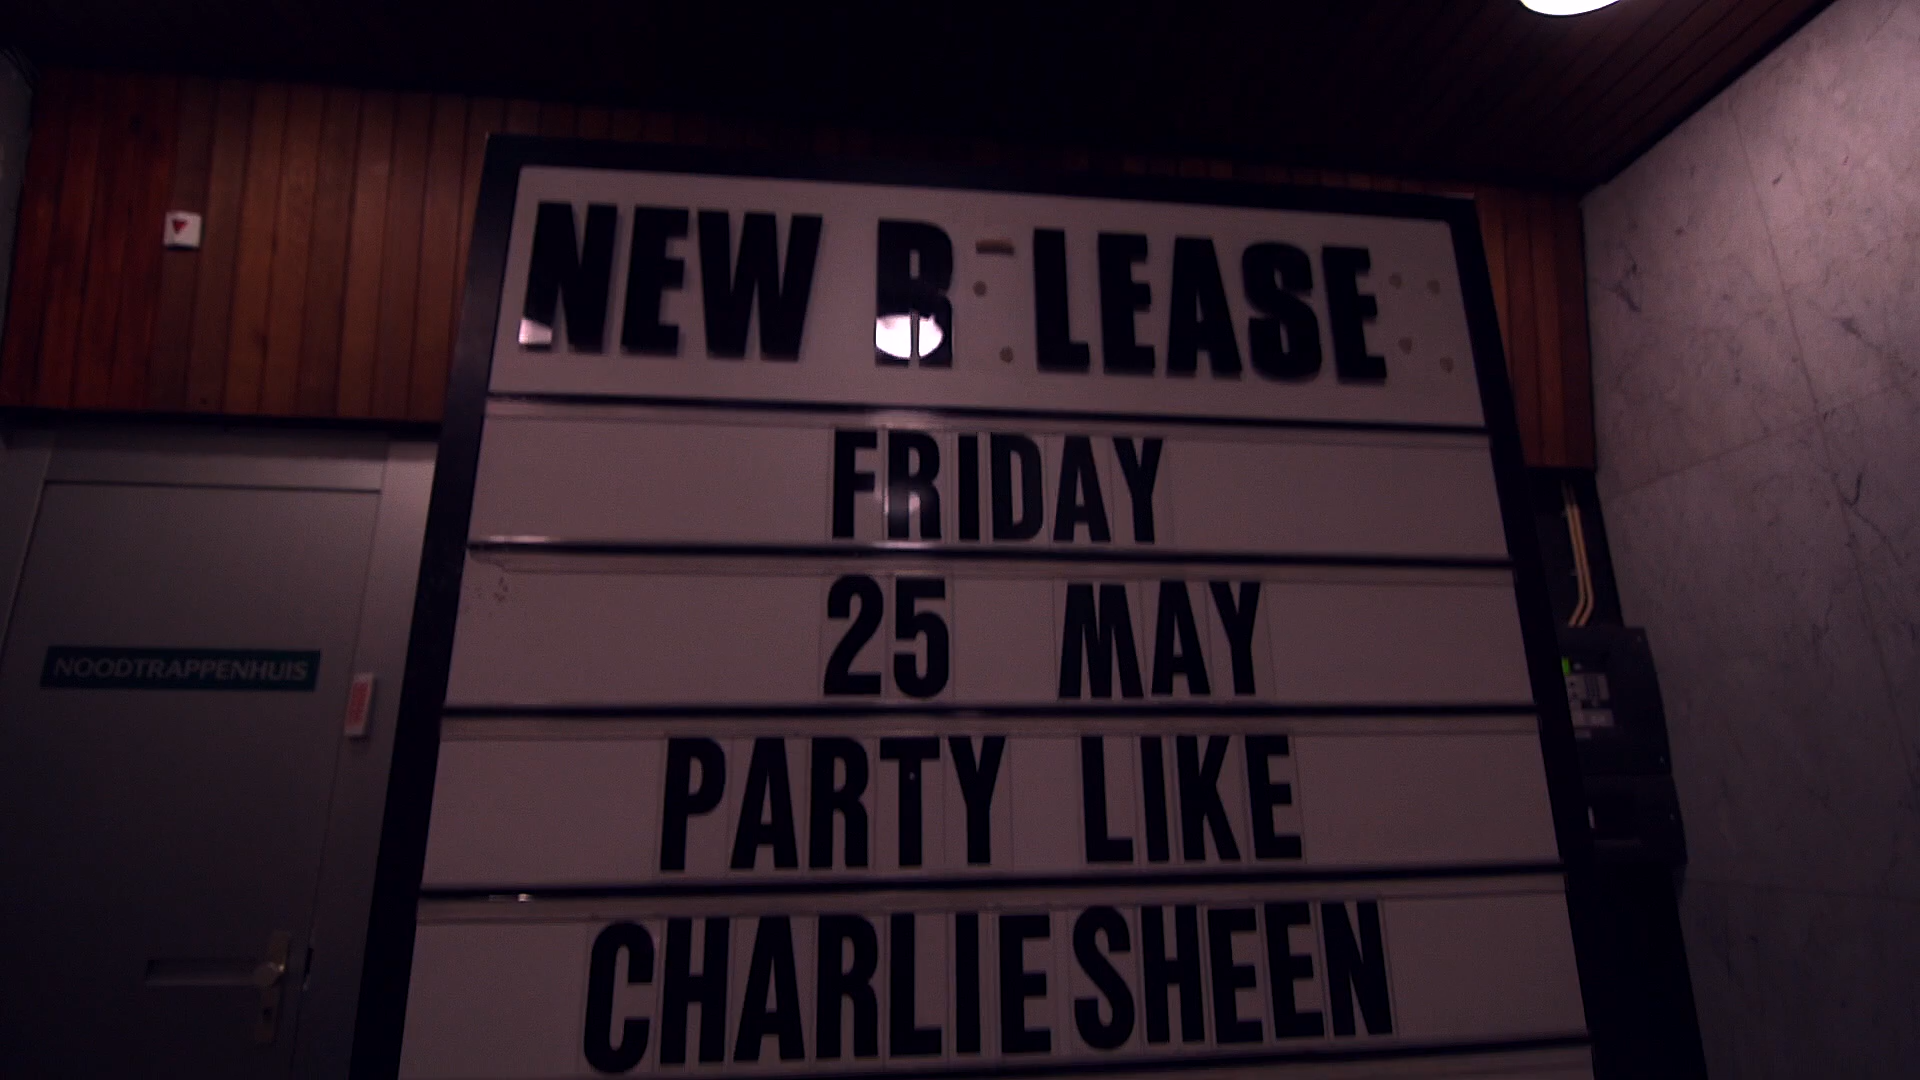 NEW R LEASE
FRIDAY
25 MAY
PARTY LIKE
CHARLIE SHEEN
NOODTRAPPENHUIS